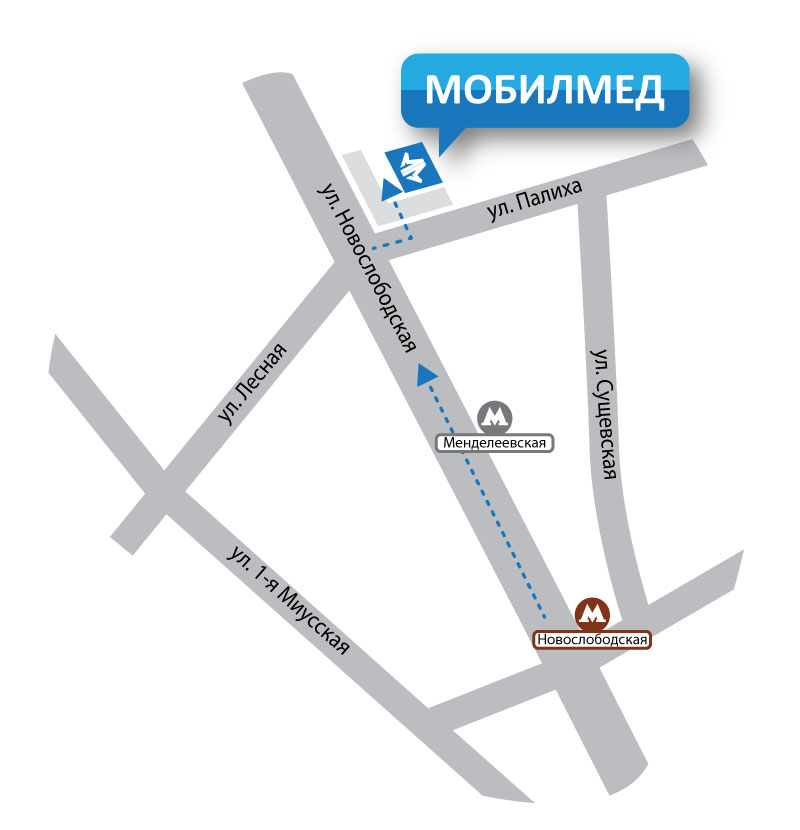 МОБИЛМЕД
ул. Палиха
ул. Новослободская
ул. Лесная
ул. Сущевская
Менделеевская
ул. 1-я Миусская
Новослободская